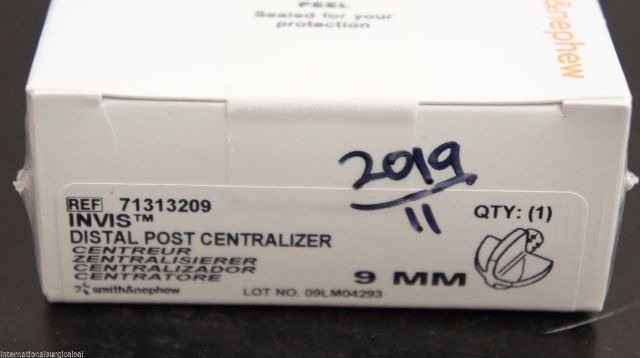 PEEL
Sealed for your
protection
&nephew
2019
11
REF 71313209
INVIS™
DISTAL POST CENTRALIZER
CENTREUR
ZENTRALISIERER
CENTRALIZADOR
CENTRATORE
smith&nephew
QTY: (1)
9 MM
LOT NO. 09LM04293
internationalsurgicalsol